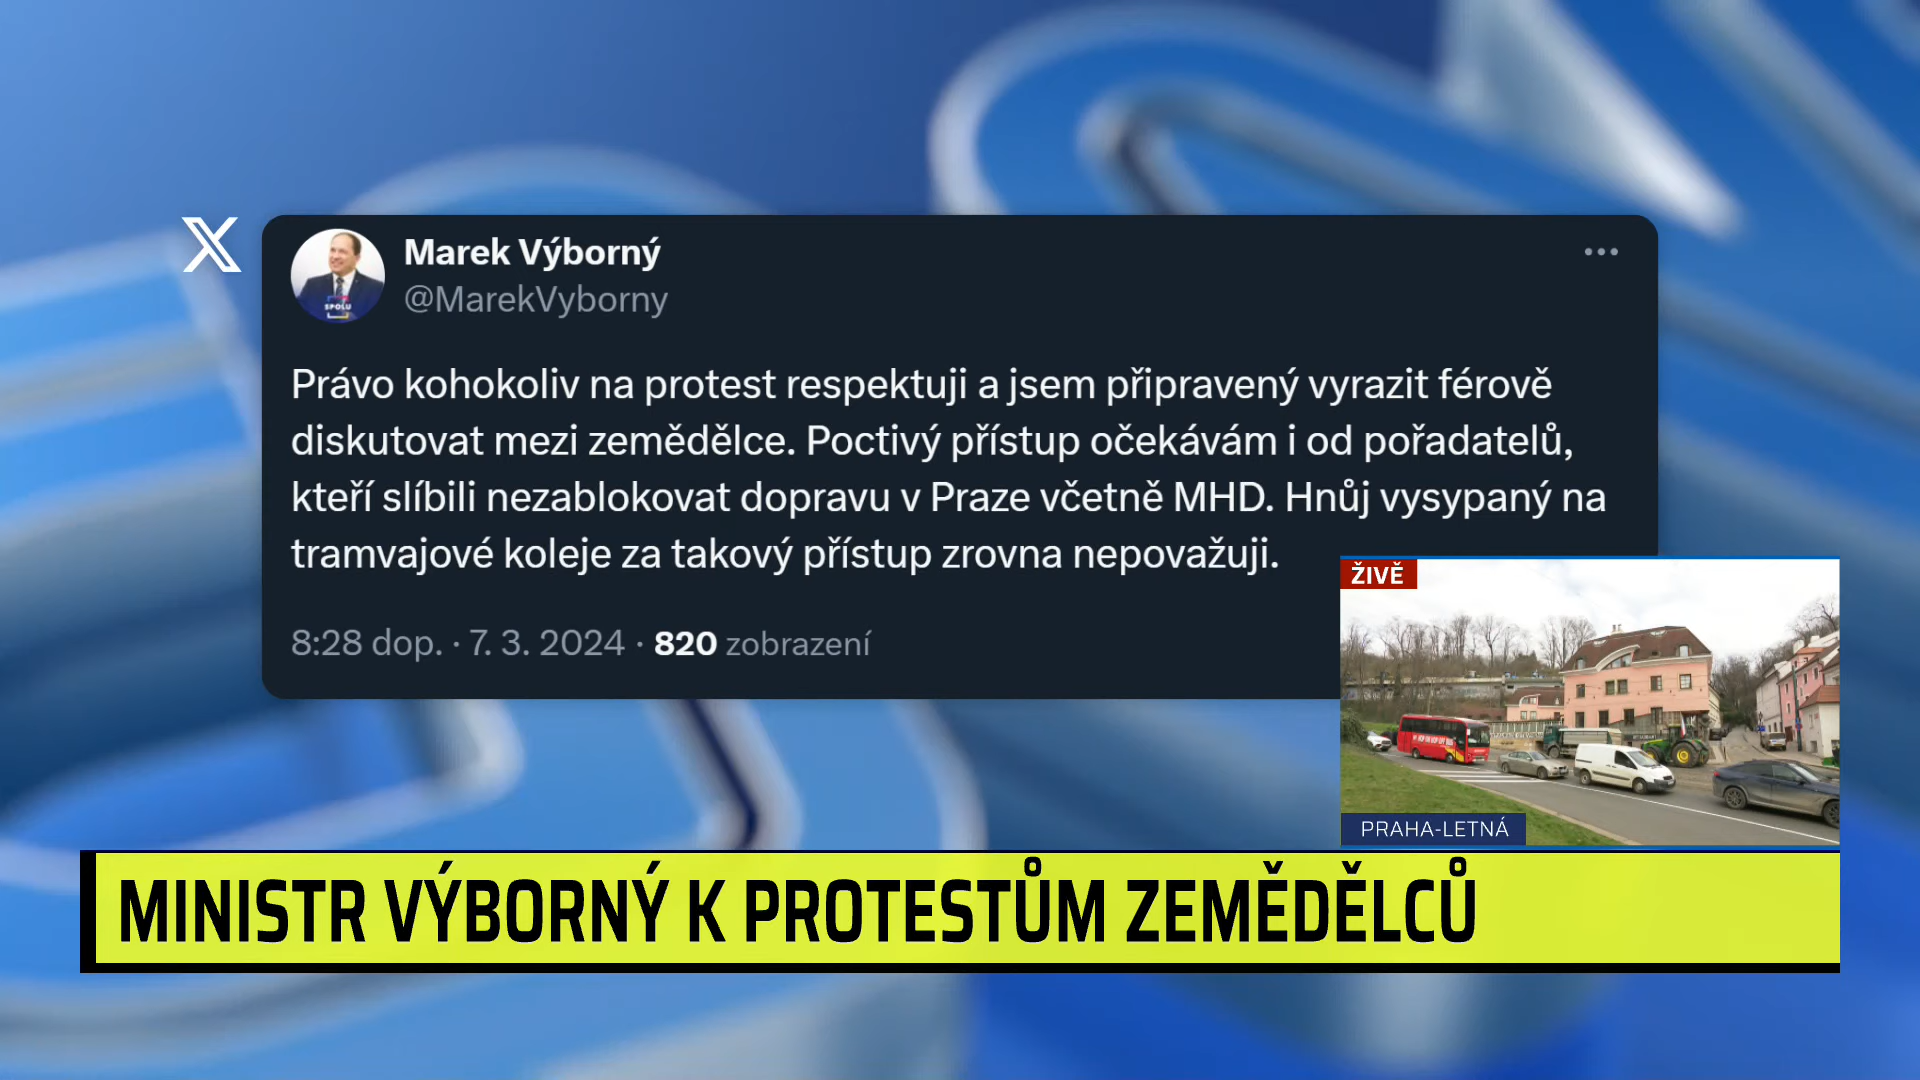 X
Marek Výborný
@MarekVyborny
Právo kohokoliv na protest respektuji a jsem připravený vyrazit férově
diskutovat mezi zemědělce. Poctivý přístup očekávám i od pořadatelů,
kteří slíbili nezablokovat dopravu v Praze včetně MHD. Hnůj vysypaný na
tramvajové koleje za takový přístup zrovna nepovažuji.
8:28 dop. · 7. 3. 2024 · 820 zobrazení
SPOLU
ŽIVĚ
PRAHA-LETNÁ
MINISTR VÝBORNÝ K PROTESTŮM ZEMĚDĚLCŮ